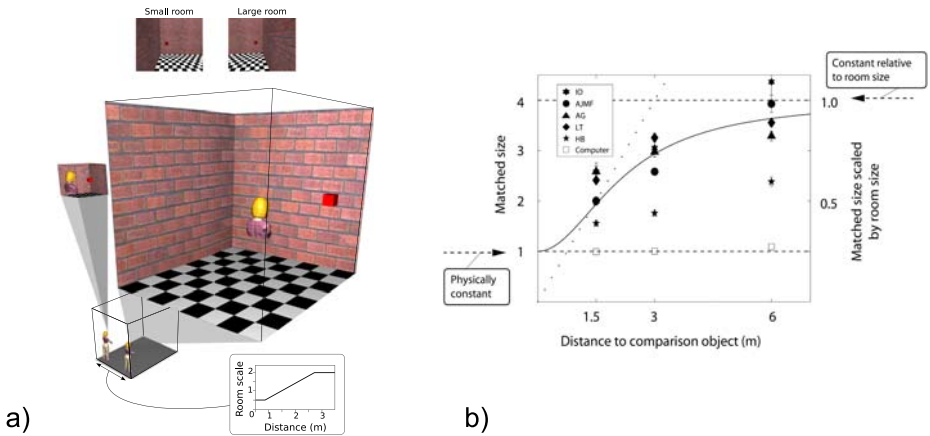 Small room
Large room
Room scale
2
1
0
1
2
3
Distance (m)
a)
Constant relative
to room size
IO
AJMF
AG
LT
HB
Computer
4
3
2
1
Matched size
1.0
0.5
Matched size scaled
by room size
Physically
constant
1.5
3
6
Distance to comparison object (m)
b)